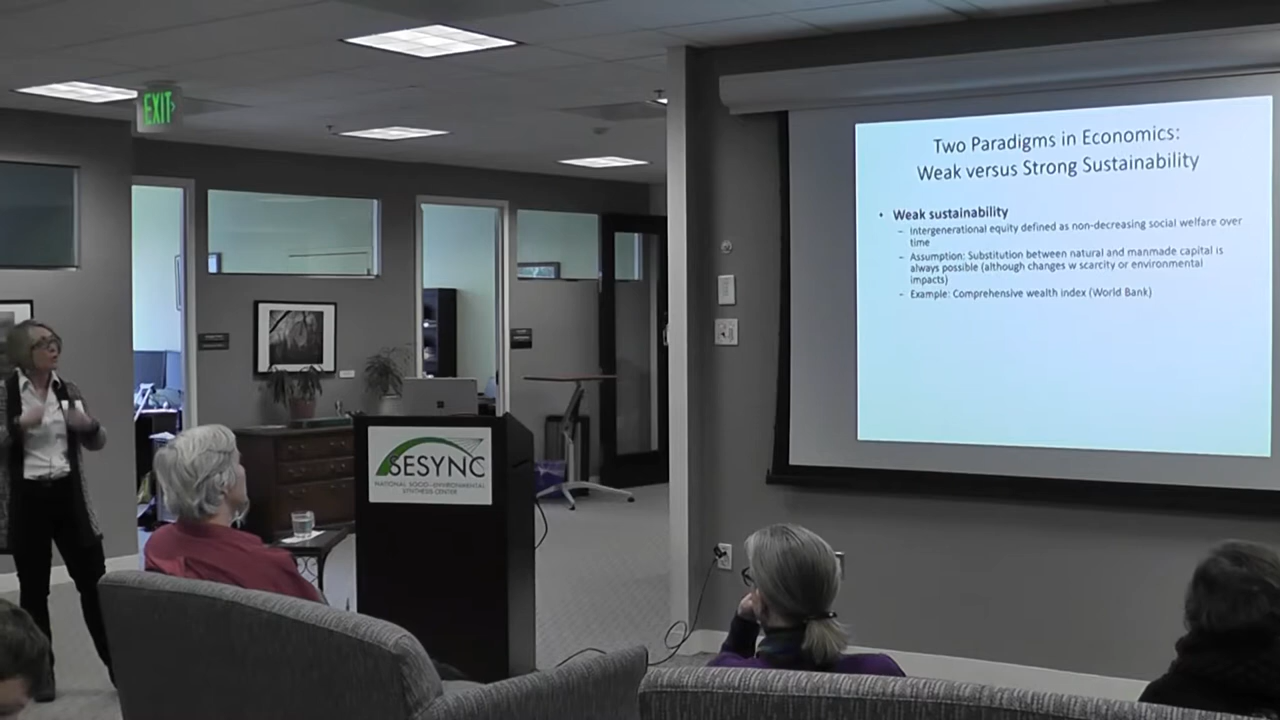 EXIT
Two Paradigms in Economics:
Weak versus Strong Sustainability
• Weak sustainability
– Intergenerational equity defined as non-decreasing social welfare over
time
– Assumption: Substitution between natural and manmade capital is
always possible (although changes w scarcity or environmental
impacts)
– Example: Comprehensive wealth index (World Bank)
SESYNC
NATIONAL SOCIO-ENVIRONMENTAL
SYNTHESIS CENTER